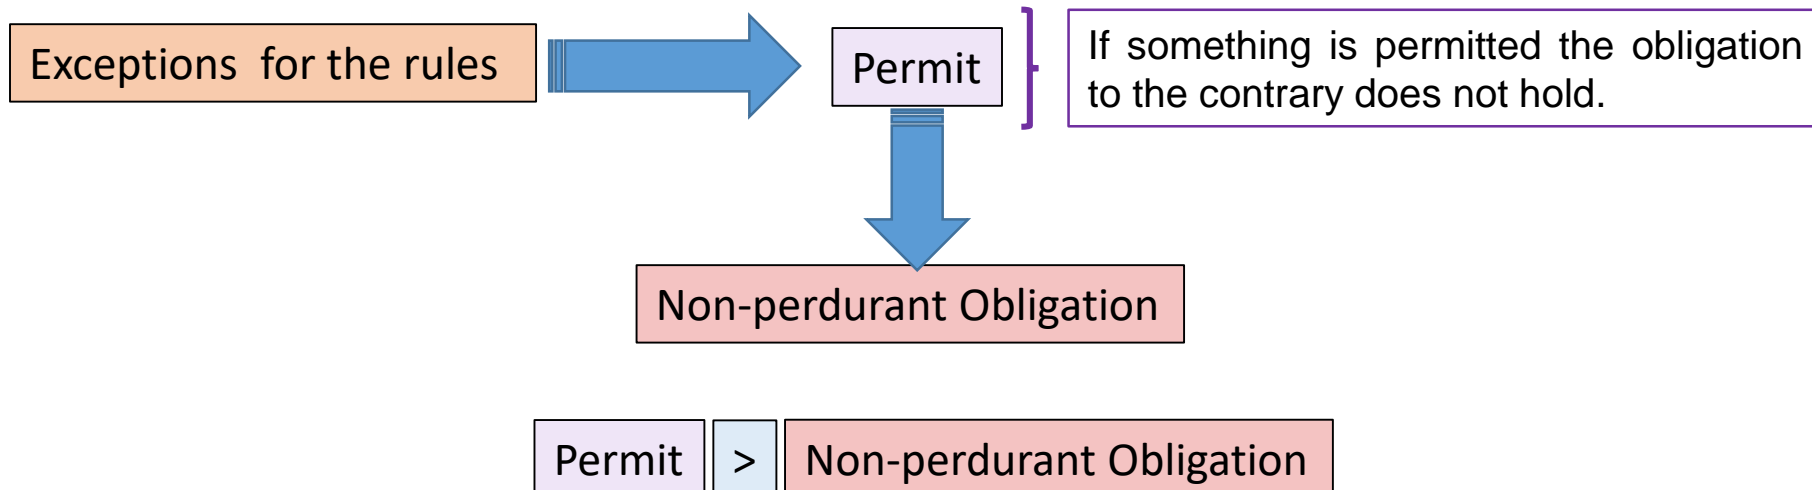 Exceptions for the rules
Permit
If something is permitted the obligation
to the contrary does not hold.
Non-perdurant Obligation
Permit > Non-perdurant Obligation